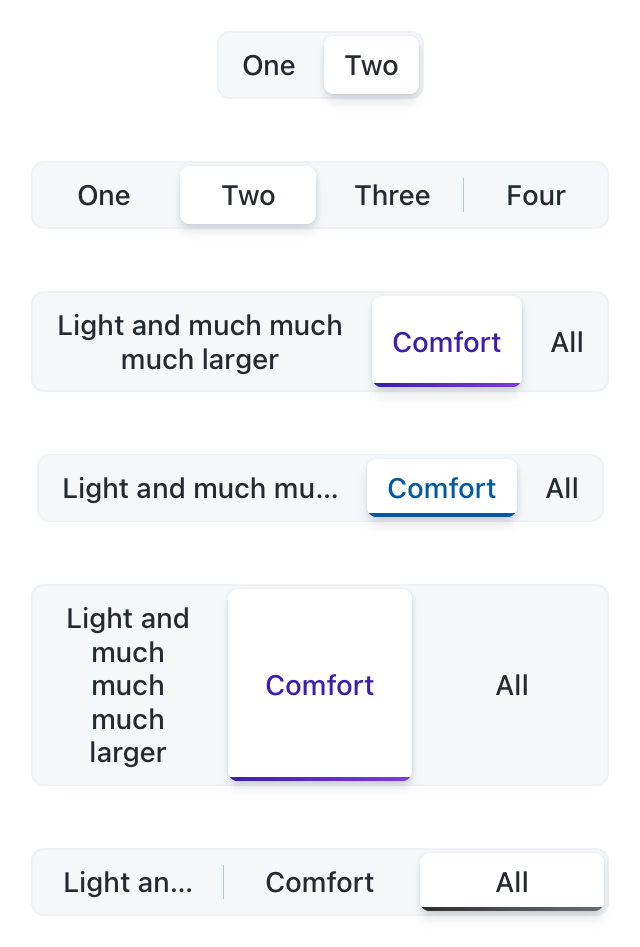 One Two
One Two Three Four
Light and much much
much larger
Comfort
All
Light and much mu... Comfort All
Light and
much
much
much
larger
Comfort
All
Light an... Comfort All